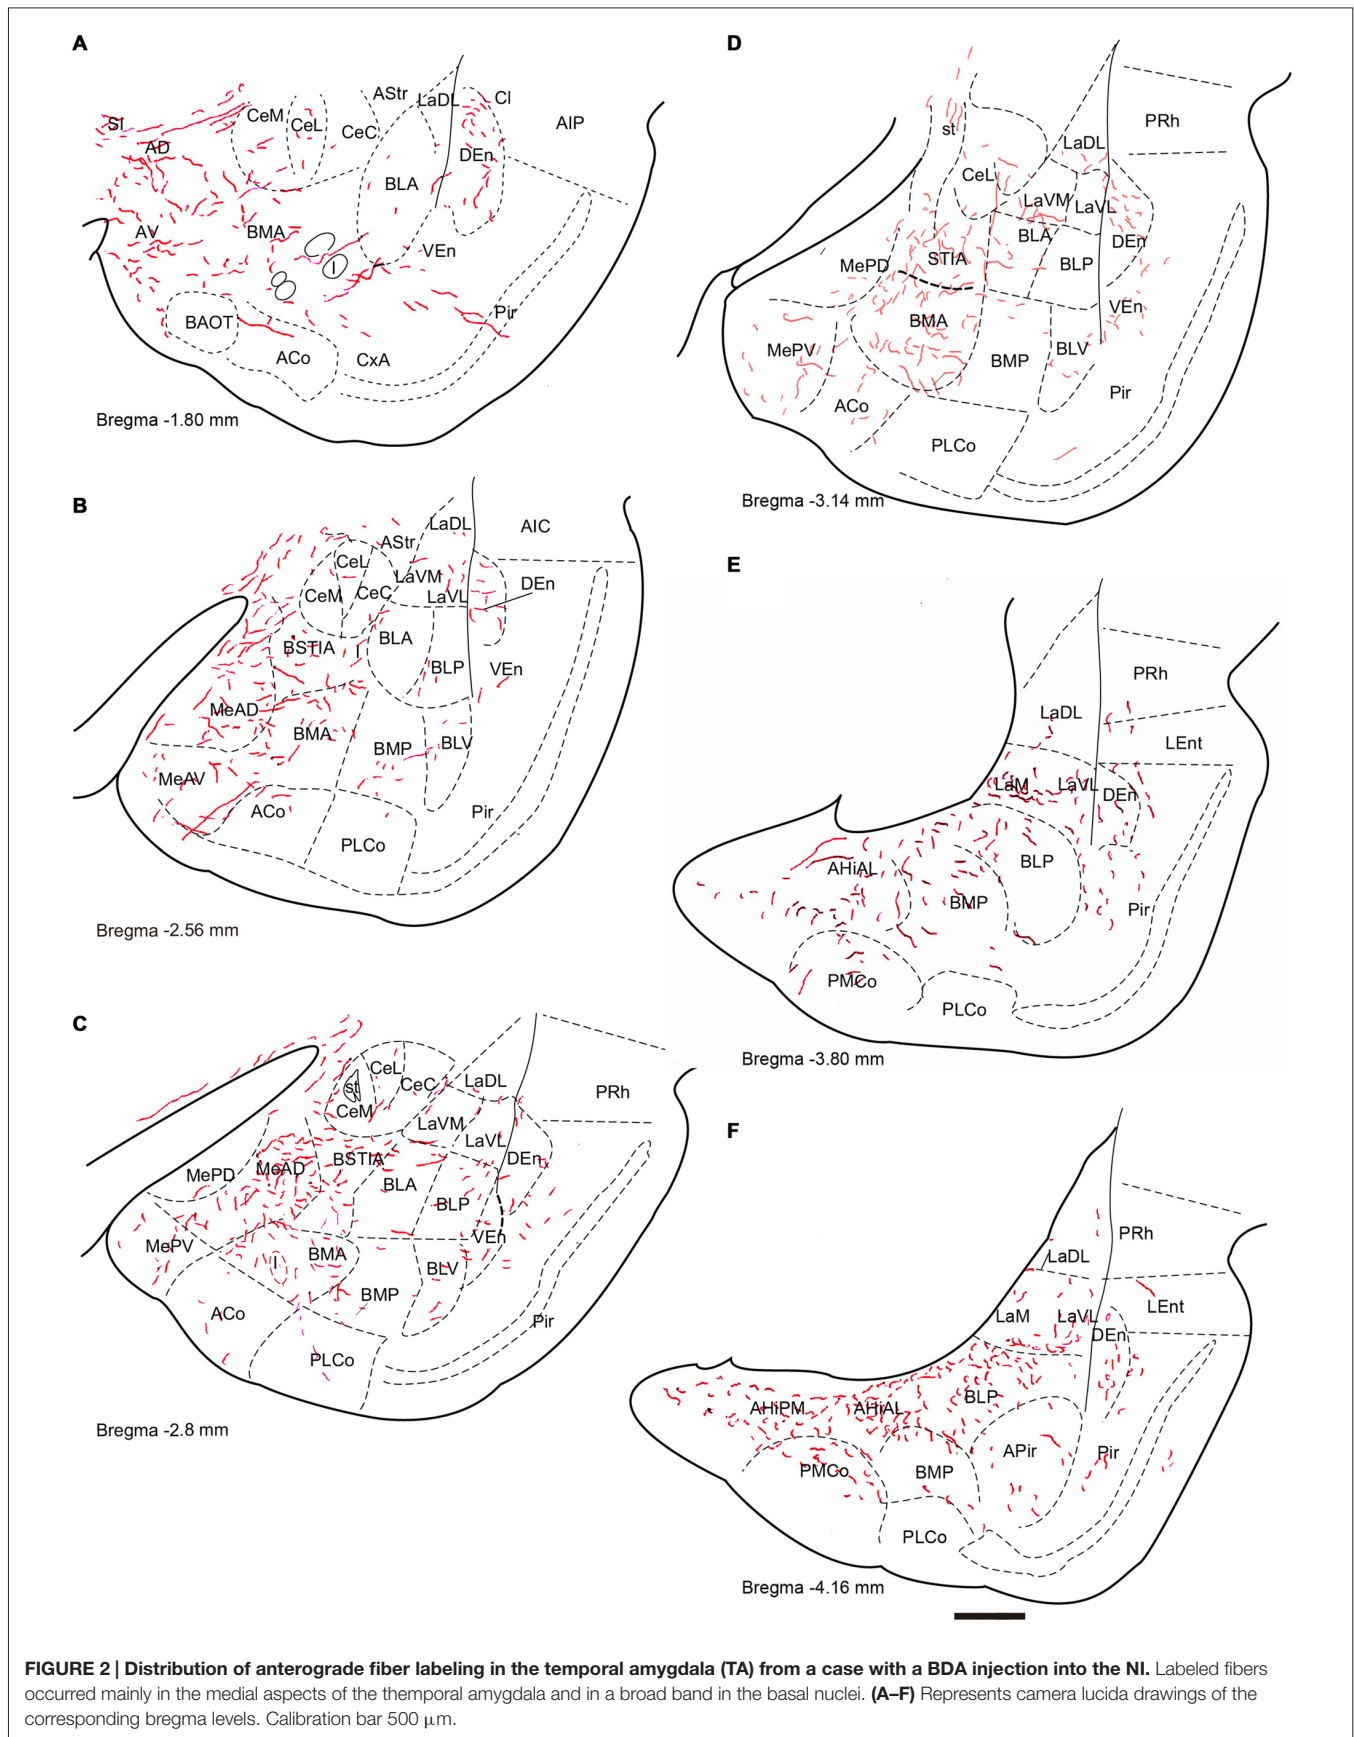 A
AStr
LaDL
Cl
CeM
CeL
CeC
AIP
SI
AD
DEn
BLA
AV
BMA
VEn
I
BAOT
Pir
ACo
CxA
Bregma -1.80 mm
B
LaDL
AIC
AStr
CeL
LaVM
DEn
CeM
CeC
LaVL
BSTIA
I
BLA
BLP
VEn
MeAD
BMA
BMP
BLV
MeAV
ACo
Pir
PLCo
Bregma -2.56 mm
C
CeL
st
CeC
LaDL
PRh
CeM
LaVM
LaVL
MePD
MeAD
BSTIA
DEn
BLA
BLP
MePV
VEn
I
BMA
BLV
BMP
ACo
Pir
PLCo
Bregma -2.8 mm
D
st
PRh
LaDL
CeL
LaVM
LaVL
BLA
DEn
MePD
STIA
BLP
VEn
BMA
MePV
BMP
BLV
ACo
Pir
PLCo
Bregma -3.14 mm
E
PRh
LaDL
LEnt
LaM
LaVL
DEn
AHiAL
BLP
BMP
Pir
PMCo
PLCo
Bregma -3.80 mm
F
PRh
LaDL
LaM
LaVL
LEnt
DEn
AHiPM
AHiAL
BLP
APir
Pir
PMCo
BMP
PLCo
Bregma -4.16 mm
FIGURE 2 | Distribution of anterograde fiber labeling in the temporal amygdala (TA) from a case with a BDA injection into the NI. Labeled fibers
occurred mainly in the medial aspects of the themporal amygdala and in a broad band in the basal nuclei. (A–F) Represents camera lucida drawings of the
corresponding bregma levels. Calibration bar 500 μm.